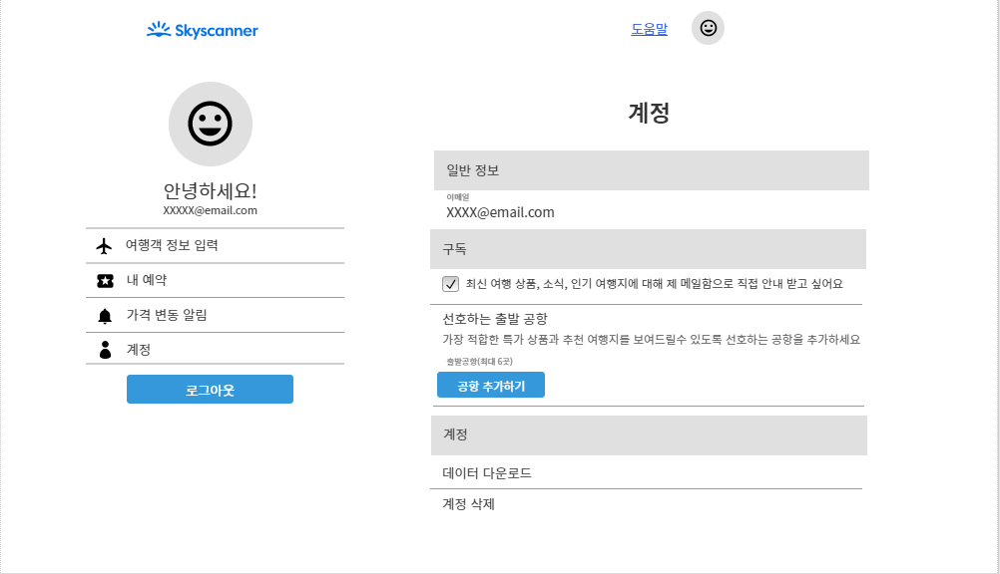 Skyscanner
도움말
안녕하세요!
XXXXX@email.com
여행객 정보 입력
내 예약
가격 변동 알림
계정
로그아웃
계정
일반 정보
이메일
XXXX@email.com
구독
최신 여행 상품, 소식, 인기 여행지에 대해 제 메일함으로 직접 안내 받고 싶어요
선호하는 출발 공항
가장 적합한 특가 상품과 추천 여행지를 보여드릴수 있도록 선호하는 공항을 추가하세요
출발공항(최대 6곳)
공항 추가하기
계정
데이터 다운로드
계정 삭제